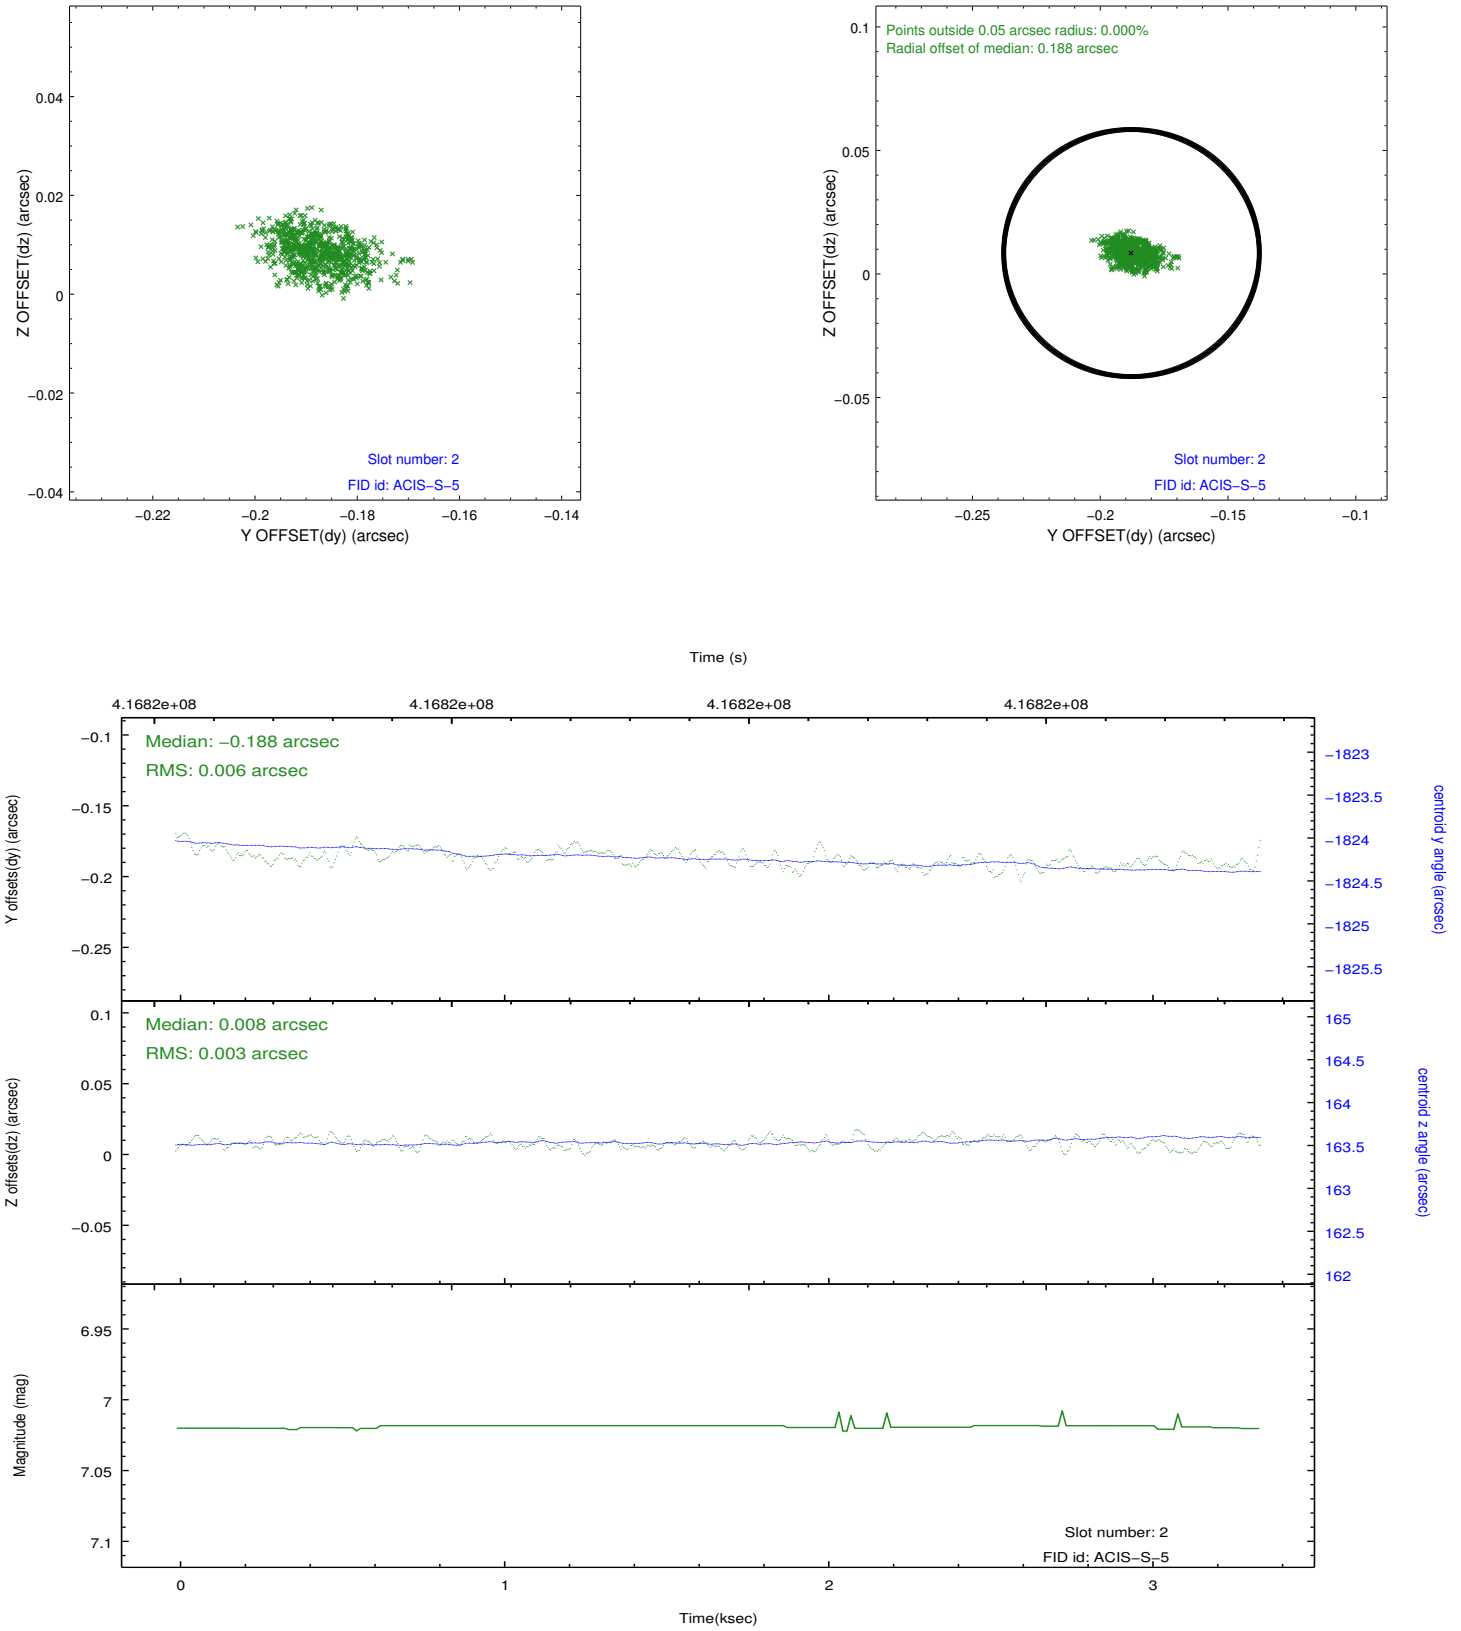 0.04
0.02
0
−0.02
−0.04
Z OFFSET(dz) (arcsec)
Slot number: 2
FID id: ACIS−S−5
−0.22
−0.2
−0.18
−0.16
−0.14
Y OFFSET(dy) (arcsec)
Points outside 0.05 arcsec radius: 0.000%
Radial offset of median: 0.188 arcsec
0.1
0.05
0
−0.05
Z OFFSET(dz) (arcsec)
Slot number: 2
FID id: ACIS−S−5
−0.25
−0.2
−0.15
−0.1
Y OFFSET(dy) (arcsec)
Time (s)
4.1682e+08
4.1682e+08
4.1682e+08
4.1682e+08
Median: −0.188 arcsec
RMS: 0.006 arcsec
−0.1
−0.15
−0.2
−0.25
Y offsets(dy) (arcsec)
−1823
−1823.5
−1824
−1824.5
−1825
−1825.5
centroid y angle (arcsec)
Median: 0.008 arcsec
RMS: 0.003 arcsec
0.1
0.05
0
−0.05
Z offsets(dz) (arcsec)
165
164.5
164
163.5
163
162.5
162
centroid z angle (arcsec)
6.95
7
7.05
7.1
Magnitude (mag)
Slot number: 2
FID id: ACIS−S−5
0
1
2
3
Time(ksec)